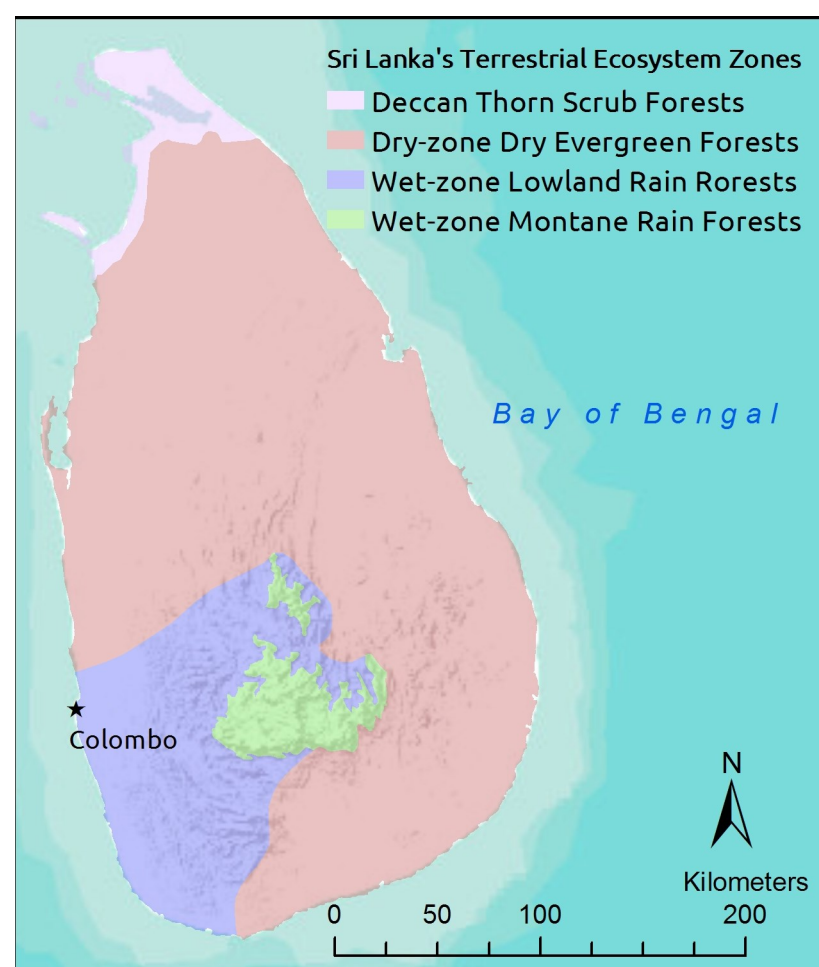 Sri Lanka's Terrestrial Ecosystem Zones
Deccan Thorn Scrub Forests
Dry-zone Dry Evergreen Forests
Wet-zone Lowland Rain Rorests
Wet-zone Montane Rain Forests
Bay of Bengal
Colombo
N
Kilometers
0 50 100 200